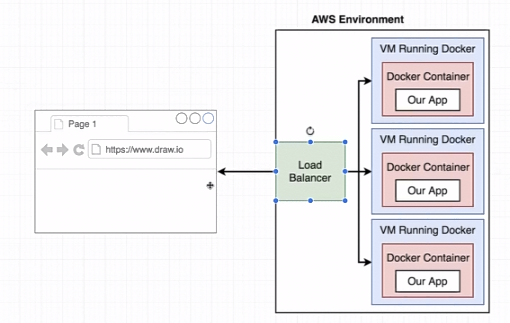 AWS Environment
Page 1
https://www.draw.io
Load
Balancer
VM Running Docker
Docker Container
Our App
VM Running Docker
Docker Container
Our App
VM Running Docker
Docker Container
Our App